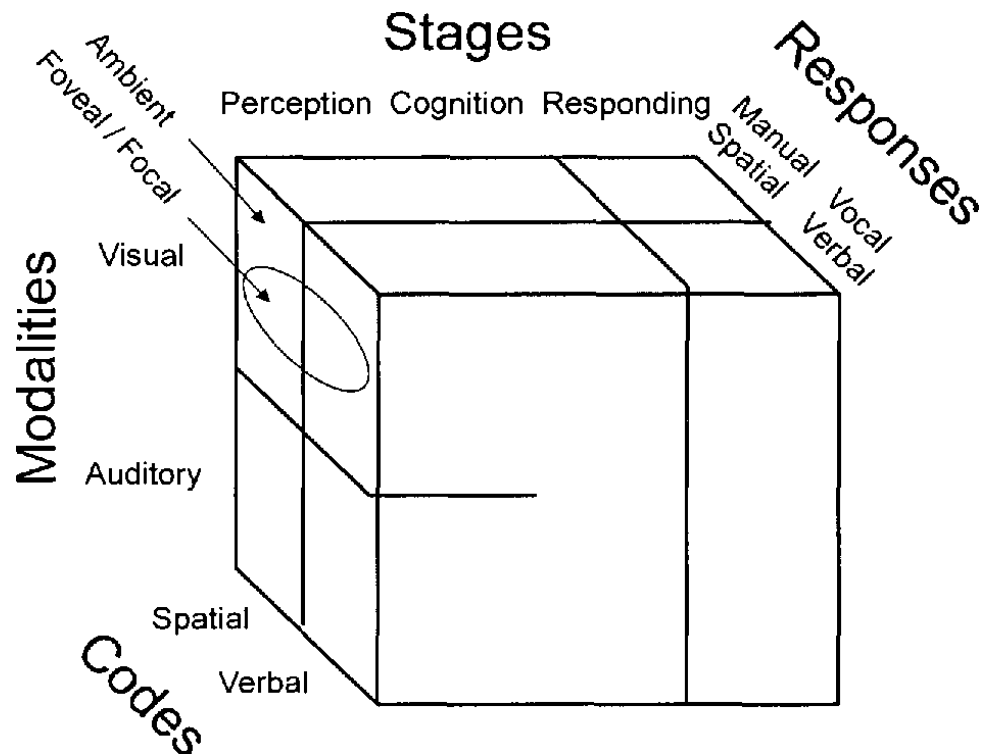 Stages
Responses
Ambient
Foveal / Focal
Perception Cognition Responding
Manual Vocal
Spatial Verbal
Modalities
Visual
Auditory
Spatial
Verbal
Codes